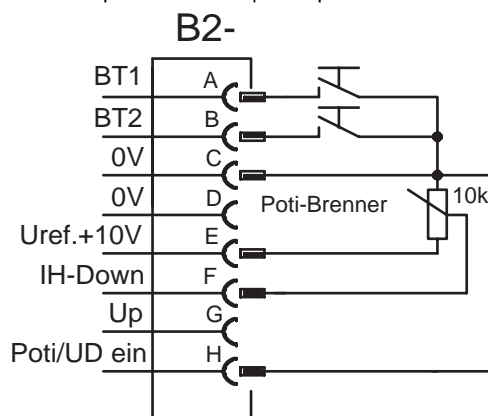 B2-
BT1 A
BT2 B
0V C
0V D Poti-Brenner 10k
Uref.+10V E
IH-Down F
Up G
Poti/UD ein H